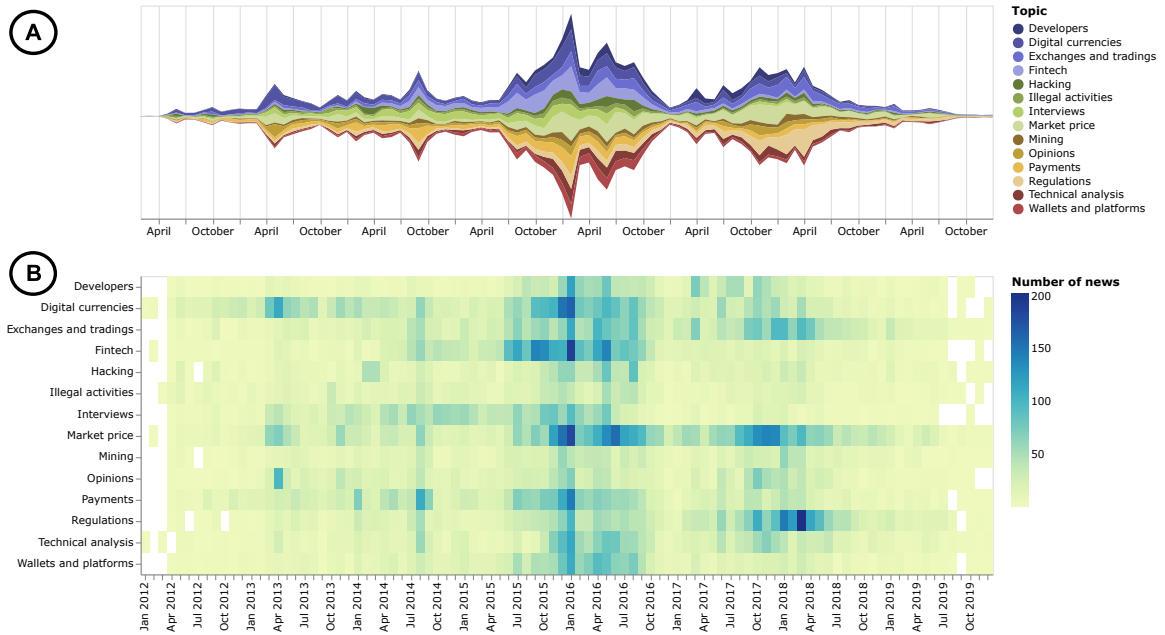 A
Topic
Developers
Digital currencies
Exchanges and tradings
Fintech
Hacking
Illegal activities
Interviews
Market price
Mining
Opinions
Payments
Regulations
Technical analysis
Wallets and platforms
April October April October April October April October April October April October April October April October
B
Developers
Digital currencies
Exchanges and tradings
Fintech
Hacking
Illegal activities
Interviews
Market price
Mining
Opinions
Payments
Regulations
Technical analysis
Wallets and platforms
Number of news
200
150
100
50
Jan 2012 Apr 2012 Jul 2012 Oct 2012 Jan 2013 Apr 2013 Jul 2013 Oct 2013 Jan 2014 Apr 2014 Jul 2014 Oct 2014 Jan 2015 Apr 2015 Jul 2015 Oct 2015 Jan 2016 Apr 2016 Jul 2016 Oct 2016 Jan 2017 Apr 2017 Jul 2017 Oct 2017 Jan 2018 Apr 2018 Jul 2018 Oct 2018 Jan 2019 Apr 2019 Jul 2019 Oct 2019